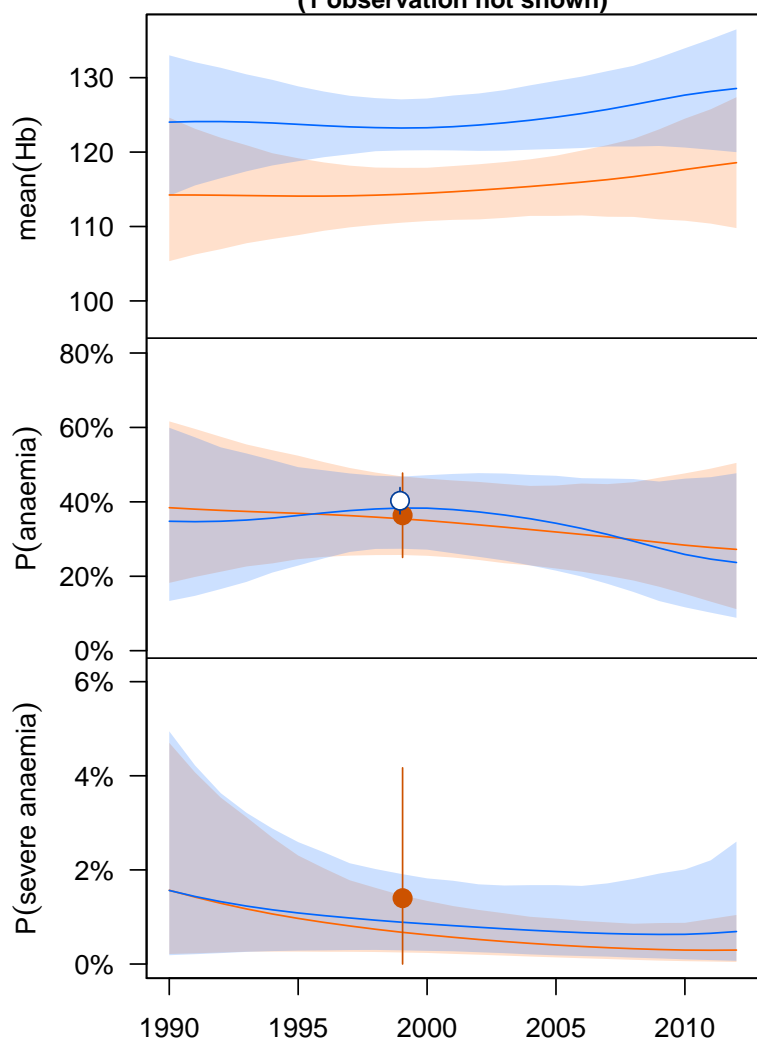 (1 observation not shown)
mean(Hb)
130
120
110
100
P(anaemia)
80%
60%
40%
20%
0%
P(severe anaemia)
6%
4%
2%
0%
1990 1995 2000 2005 2010